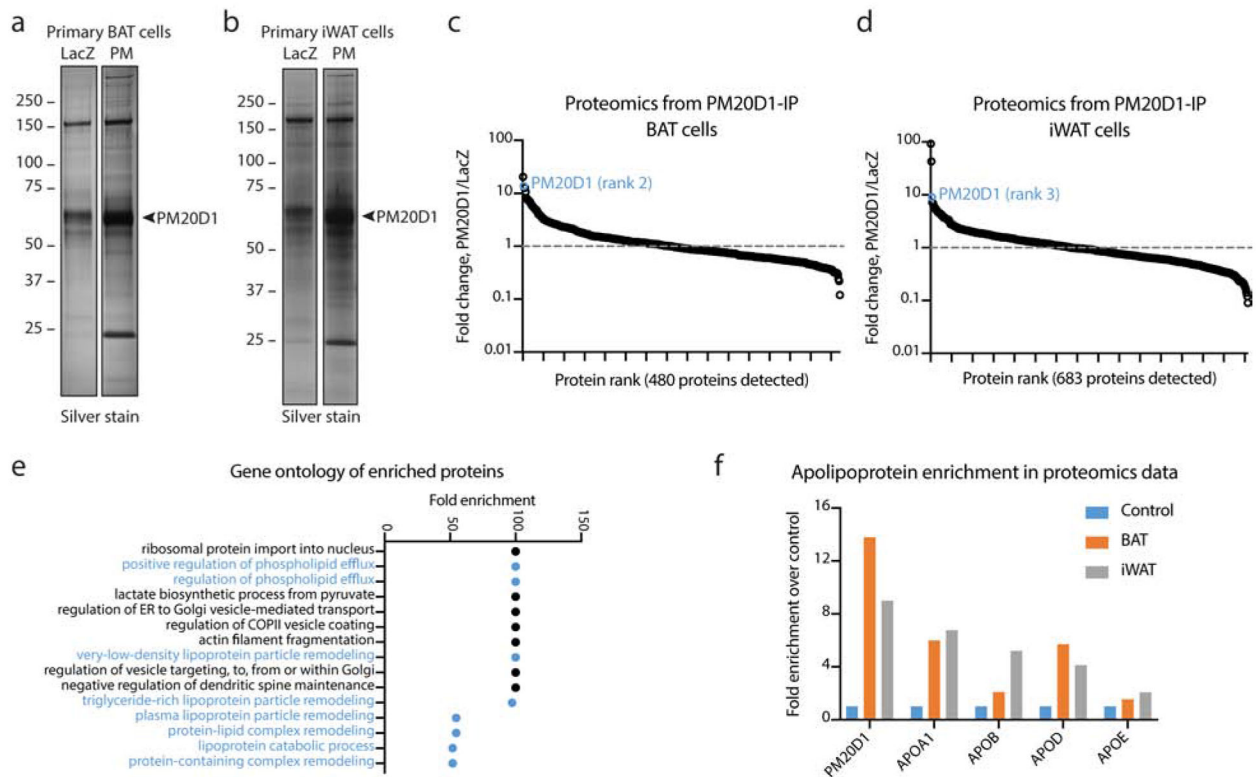 a
Primary BAT cells
LacZ PM
250
150
100
75
50
37
25
PM20D1
Silver stain
b
Primary iWAT cells
LacZ PM
250
150
100
75
50
37
25
PM20D1
Silver stain
c
Proteomics from PM20D1-IP
BAT cells
Fold change, PM20D1/LacZ
100
10
1
0.1
0.01
PM20D1 (rank 2)
Protein rank (480 proteins detected)
d
Proteomics from PM20D1-IP
iWAT cells
Fold change, PM20D1/LacZ
100
10
1
0.1
0.01
PM20D1 (rank 3)
Protein rank (683 proteins detected)
e
Gene ontology of enriched proteins
Fold enrichment
0 50 100 150
ribosomal protein import into nucleus
positive regulation of phospholipid efflux
regulation of phospholipid efflux
lactate biosynthetic process from pyruvate
regulation of ER to Golgi vesicle-mediated transport
regulation of COPII vesicle coating
actin filament fragmentation
very-low-density lipoprotein particle remodeling
regulation of vesicle targeting, to, from or within Golgi
negative regulation of dendritic spine maintenance
triglyceride-rich lipoprotein particle remodeling
plasma lipoprotein particle remodeling
protein-lipid complex remodeling
lipoprotein catabolic process
protein-containing complex remodeling
f
Apolipoprotein enrichment in proteomics data
Fold enrichment over control
16
12
8
4
0
Control
BAT
iWAT
PM20D1 APOA1 APOB APOD APOE